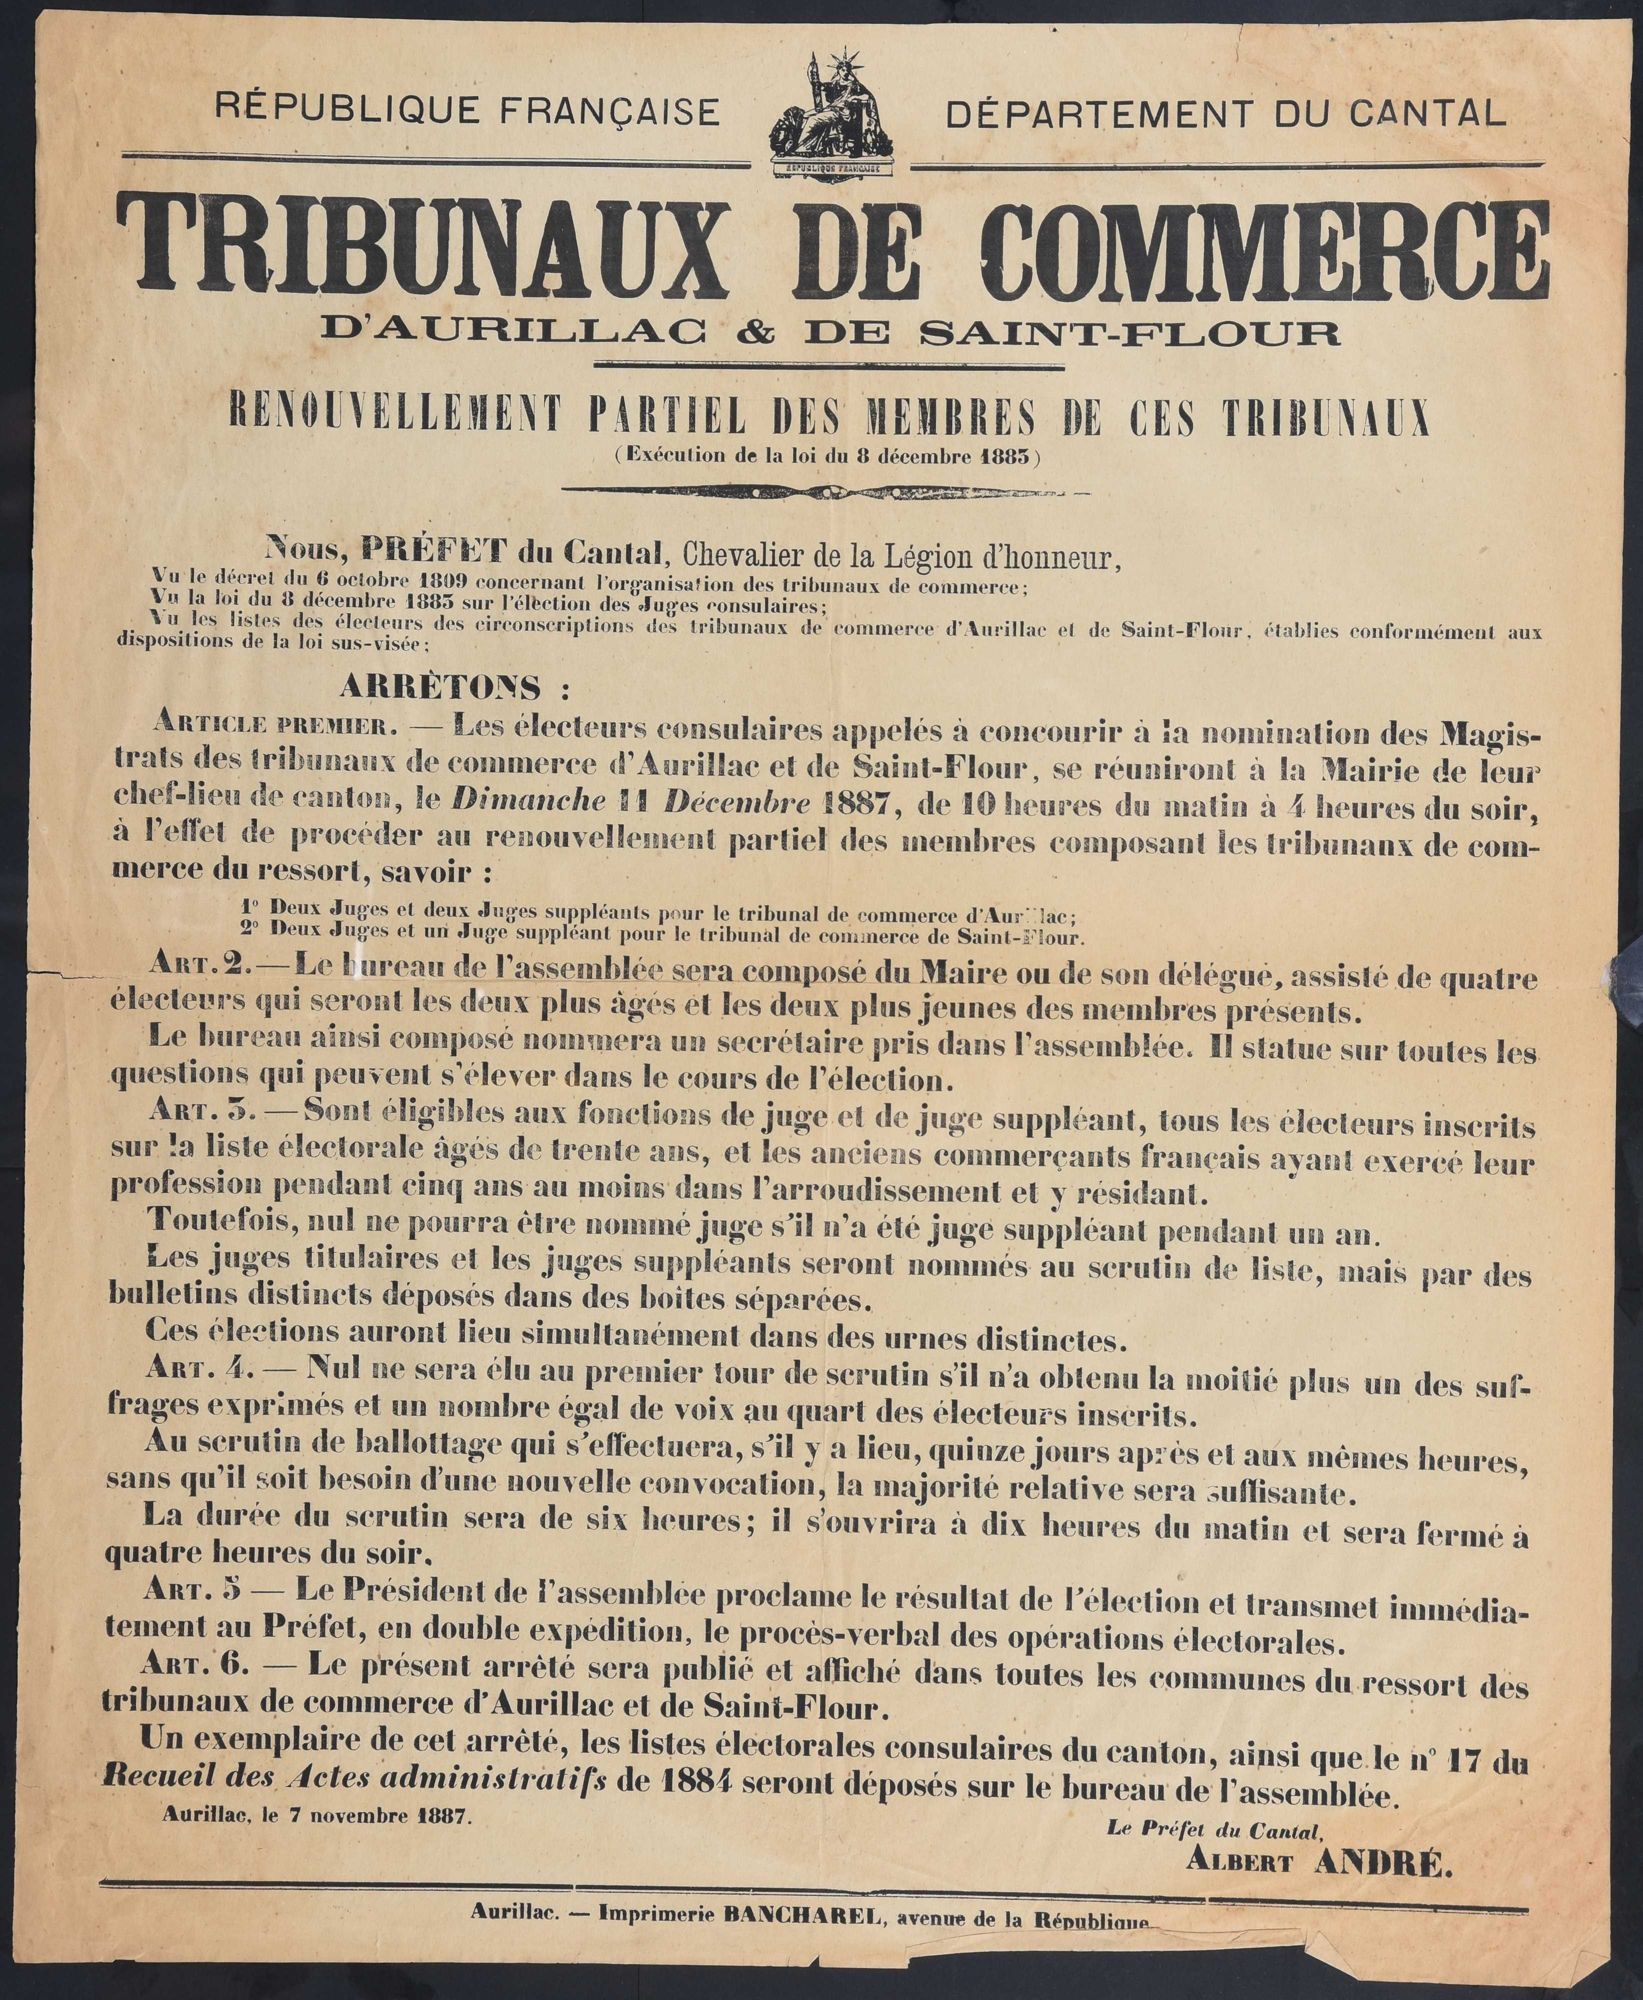 RÉPUBLIQUE FRANÇAISE
RÉPUBLIQUE FRANÇAISE
DÉPARTEMENT DU CANTAL
TRIBUNAUX DE COMMERCE
D'AURILLAC & DE SAINT-FLOUR
RENOUVELLEMENT PARTIEL DES MEMBRES DE CES TRIBUNAUX
(Exécution de la loi du 8 décembre 1883)
Nous, PRÉFET du Cantal, Chevalier de la Légion d'honneur,
Vu le décret du 6 octobre 1809 concernant l'organisation des tribunaux de commerce;
Vu la loi du 8 décembre 1883 sur l'élection des Juges consulaires;
Vu les listes des électeurs des circonscriptions des tribunaux de commerce d'Aurillac et de Saint-Flour, établies conformément aux
dispositions de la loi sus-visée;
ARRÊTONS :
ARTICLE PREMIER. — Les électeurs consulaires appelés à concourir à la nomination des Magis-
trats des tribunaux de commerce d'Aurillac et de Saint-Flour, se réuniront à la Mairie de leur
chef-lieu de canton, le Dimanche 11 Décembre 1887, de 10 heures du matin à 4 heures du soir,
à l'effet de procéder au renouvellement partiel des membres composant les tribunaux de com-
merce du ressort, savoir :
1° Deux Juges et deux Juges suppléants pour le tribunal de commerce d'Aurillac;
2° Deux Juges et un Juge suppléant pour le tribunal de commerce de Saint-Flour.
ART. 2. — Le bureau de l'assemblée sera composé du Maire ou de son délégué, assisté de quatre
électeurs qui seront les deux plus âgés et les deux plus jeunes des membres présents.
Le bureau ainsi composé nommera un secrétaire pris dans l'assemblée. Il statue sur toutes les
questions qui peuvent s'élever dans le cours de l'élection.
ART. 3. — Sont éligibles aux fonctions de juge et de juge suppléant, tous les électeurs inscrits
sur la liste électorale âgés de trente ans, et les anciens commerçants français ayant exercé leur
profession pendant cinq ans au moins dans l'arroudissement et y résidant.
Toutefois, nul ne pourra être nommé juge s'il n'a été juge suppléant pendant un an.
Les juges titulaires et les juges suppléants seront nommés au scrutin de liste, mais par des
bulletins distincts déposés dans des boîtes séparées.
Ces élections auront lieu simultanément dans des urnes distinctes.
ART. 4. — Nul ne sera élu au premier tour de scrutin s'il n'a obtenu la moitié plus un des suf-
frages exprimés et un nombre égal de voix au quart des électeurs inscrits.
Au scrutin de ballottage qui s'effectuera, s'il y a lieu, quinze jours après et aux mêmes heures,
sans qu'il soit besoin d'une nouvelle convocation, la majorité relative sera suffisante.
La durée du scrutin sera de six heures; il s'ouvrira à dix heures du matin et sera fermé à
quatre heures du soir.
ART. 5 — Le Président de l'assemblée proclame le résultat de l'élection et transmet immédia-
tement au Préfet, en double expédition, le procès-verbal des opérations électorales.
ART. 6. — Le présent arrêté sera publié et affiché dans toutes les communes du ressort des
tribunaux de commerce d'Aurillac et de Saint-Flour.
Un exemplaire de cet arrêté, les listes électorales consulaires du canton, ainsi que le n° 17 du
Recueil des Actes administratifs de 1884 seront déposés sur le bureau de l'assemblée.
Aurillac, le 7 novembre 1887.
Le Préfet du Cantal,
ALBERT ANDRÉ.
Aurillac. — Imprimerie BANCHAREL, avenue de la République